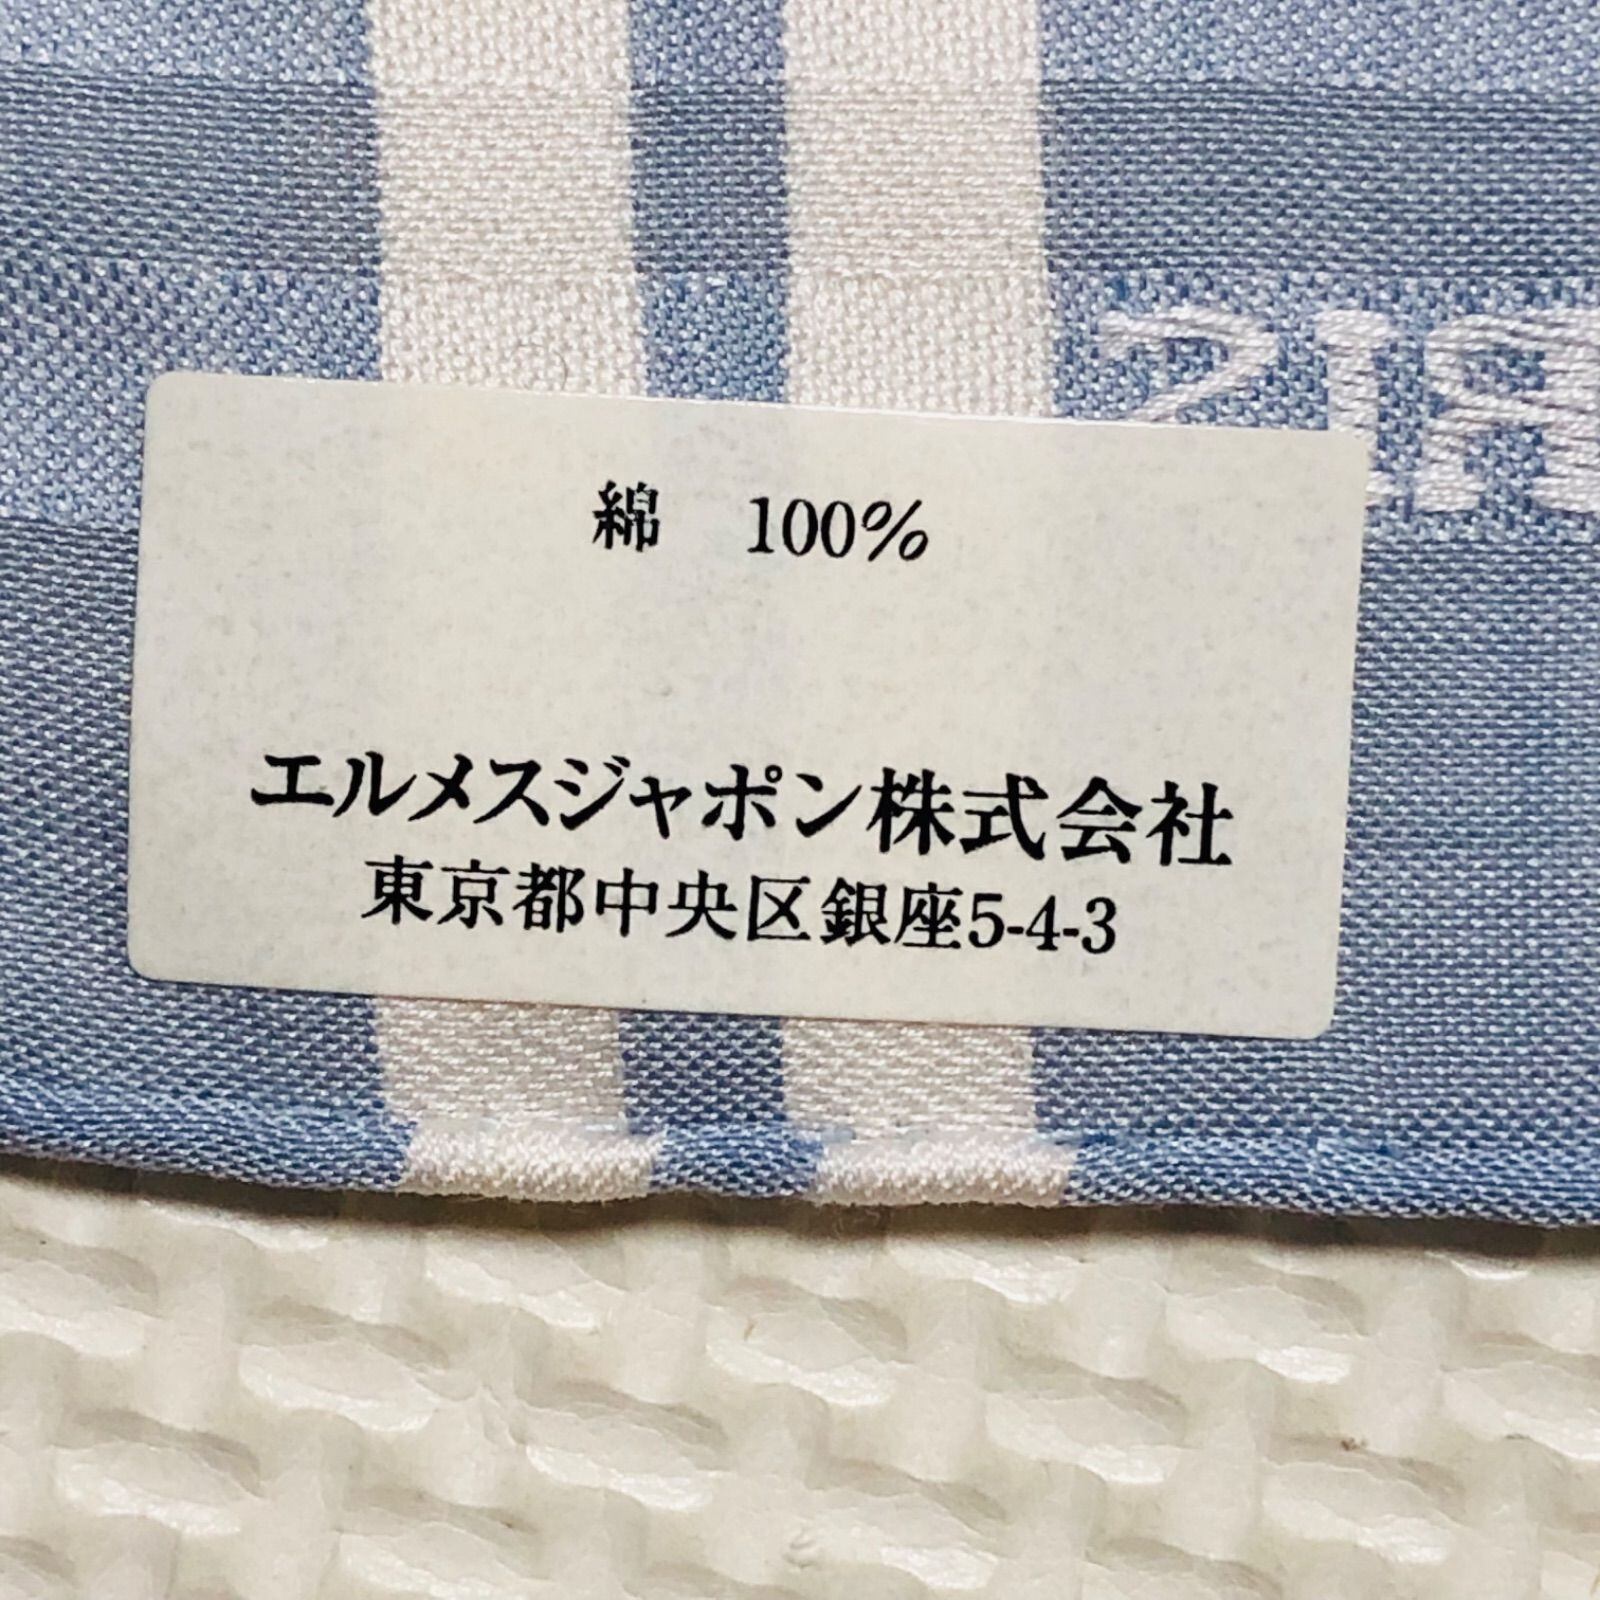 綿　100%
エルメスジャポン株式会社
東京都中央区銀座5-4-3